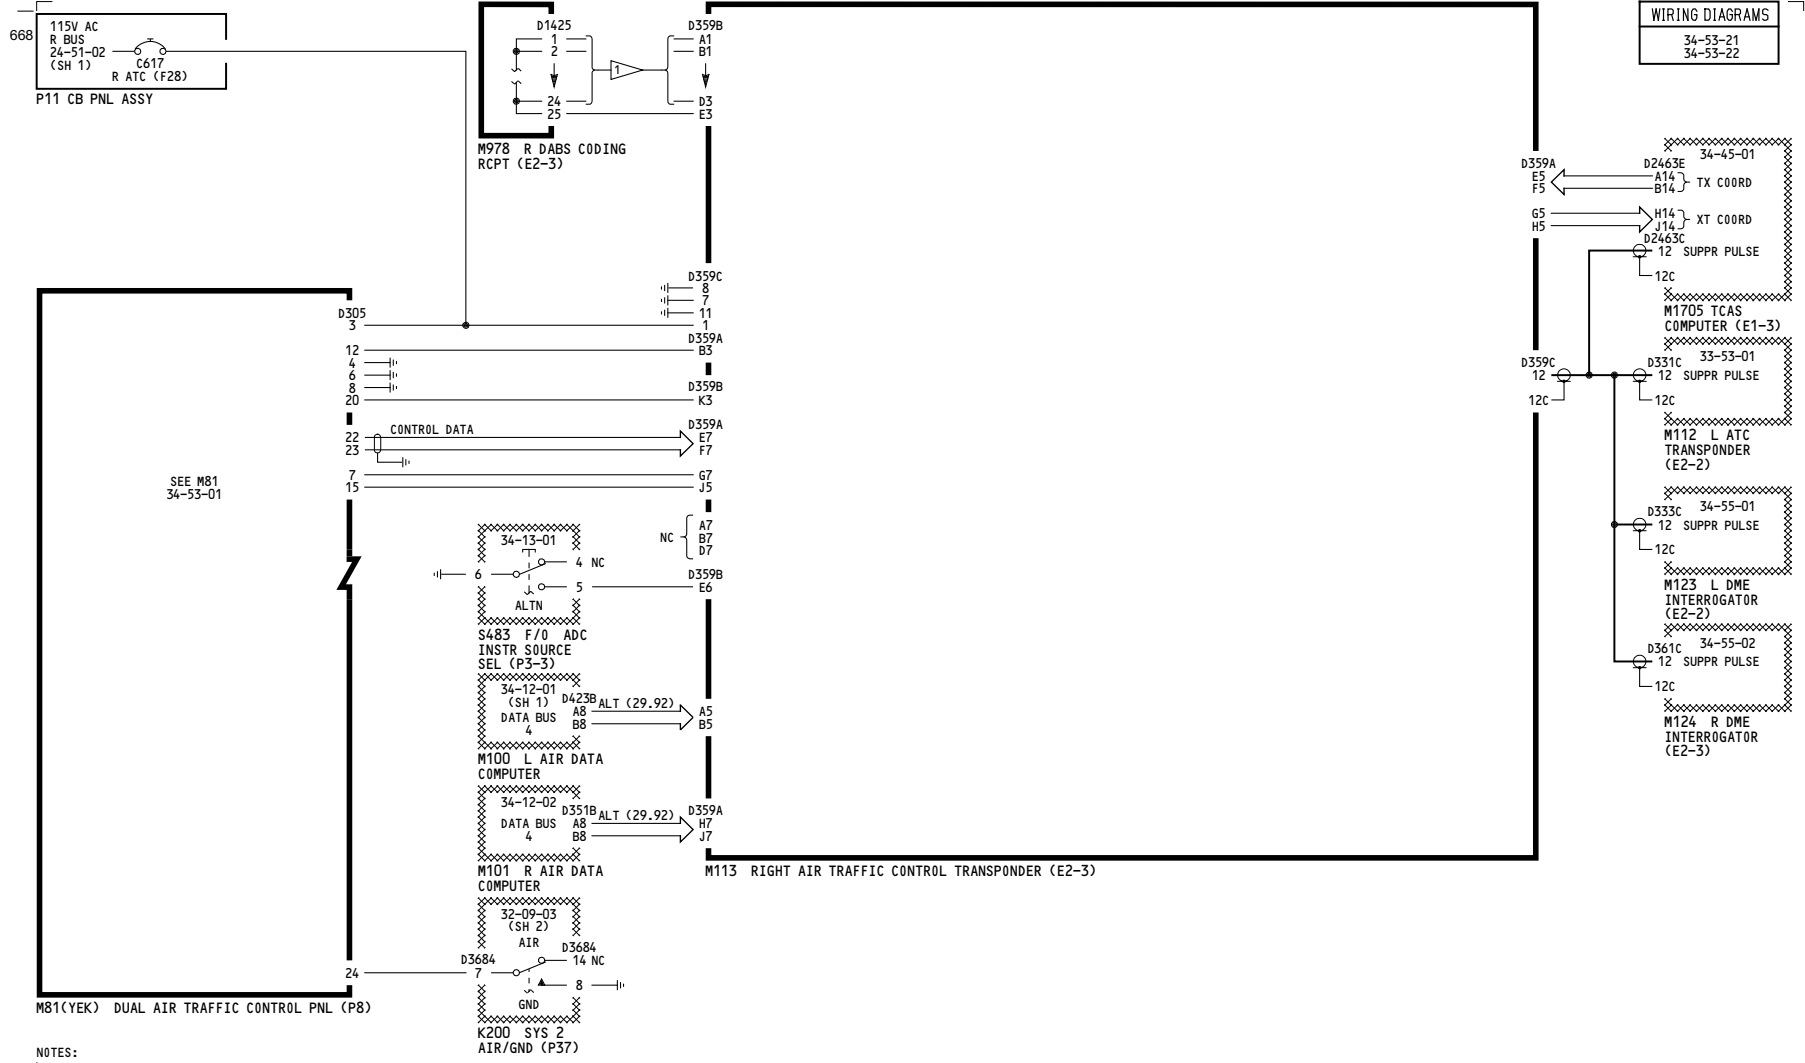 668
115V AC
R BUS
24-51-02
(SH 1)
C617
R ATC (F28)
P11 CB PNL ASSY
D1425
1
2
24
25
1
M978 R DABS CODING
RCPT (E2-3)
D359B
A1
B1
D3
E3
WIRING DIAGRAMS
34-53-21
34-53-22
D305
3
12
4
6
8
20
22
23
7
15
24
CONTROL DATA
SEE M81
34-53-01
M81(YEK) DUAL AIR TRAFFIC CONTROL PNL (P8)
D359C
8
7
11
1
D359A
B3
D359B
K3
D359A
E7
F7
G7
J5
NC
A7
B7
D7
D359B
E6
A5
B5
D359A
H7
J7
34-13-01
6
4 NC
5
ALTN
S483 F/O ADC
INSTR SOURCE
SEL (P3-3)
34-12-01
(SH 1)
DATA BUS
4
D423B
A8
B8
ALT (29.92)
M100 L AIR DATA
COMPUTER
34-12-02
DATA BUS
4
D351B
A8
B8
ALT (29.92)
M101 R AIR DATA
COMPUTER
32-09-03
(SH 2)
AIR
D3684
7
D3684
14 NC
8
GND
K200 SYS 2
AIR/GND (P37)
M113 RIGHT AIR TRAFFIC CONTROL TRANSPONDER (E2-3)
D359A
E5
F5
G5
H5
D359C
12
12C
34-45-01
D2463E
A14
B14
TX COORD
H14
J14
XT COORD
D2463C
12 SUPPR PULSE
12C
M1705 TCAS
COMPUTER (E1-3)
33-53-01
D331C
12 SUPPR PULSE
12C
M112 L ATC
TRANSPONDER
(E2-2)
34-55-01
D333C
12 SUPPR PULSE
12C
M123 L DME
INTERROGATOR
(E2-2)
34-55-02
D361C
12 SUPPR PULSE
12C
M124 R DME
INTERROGATOR
(E2-3)
NOTES: